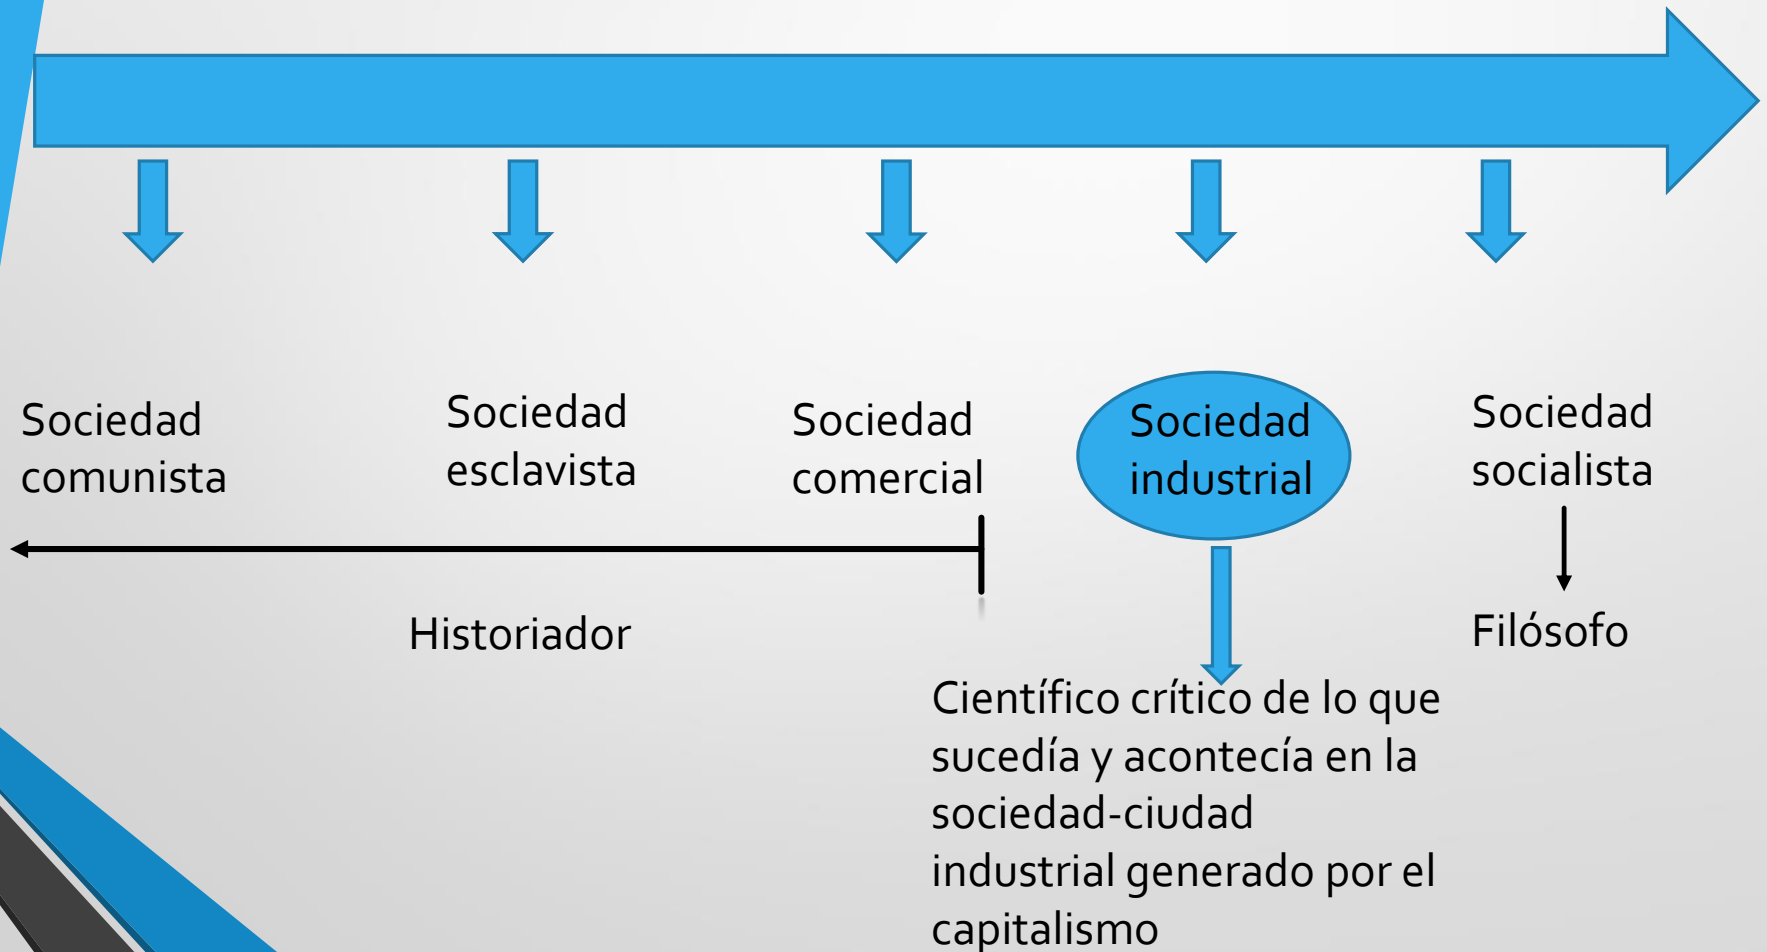 Sociedad
comunista
Sociedad
esclavista
Sociedad
comercial
Sociedad
industrial
Sociedad
socialista
Historiador
Filósofo
Científico crítico de lo que
sucedía y acontecía en la
sociedad-ciudad
industrial generado por el
capitalismo